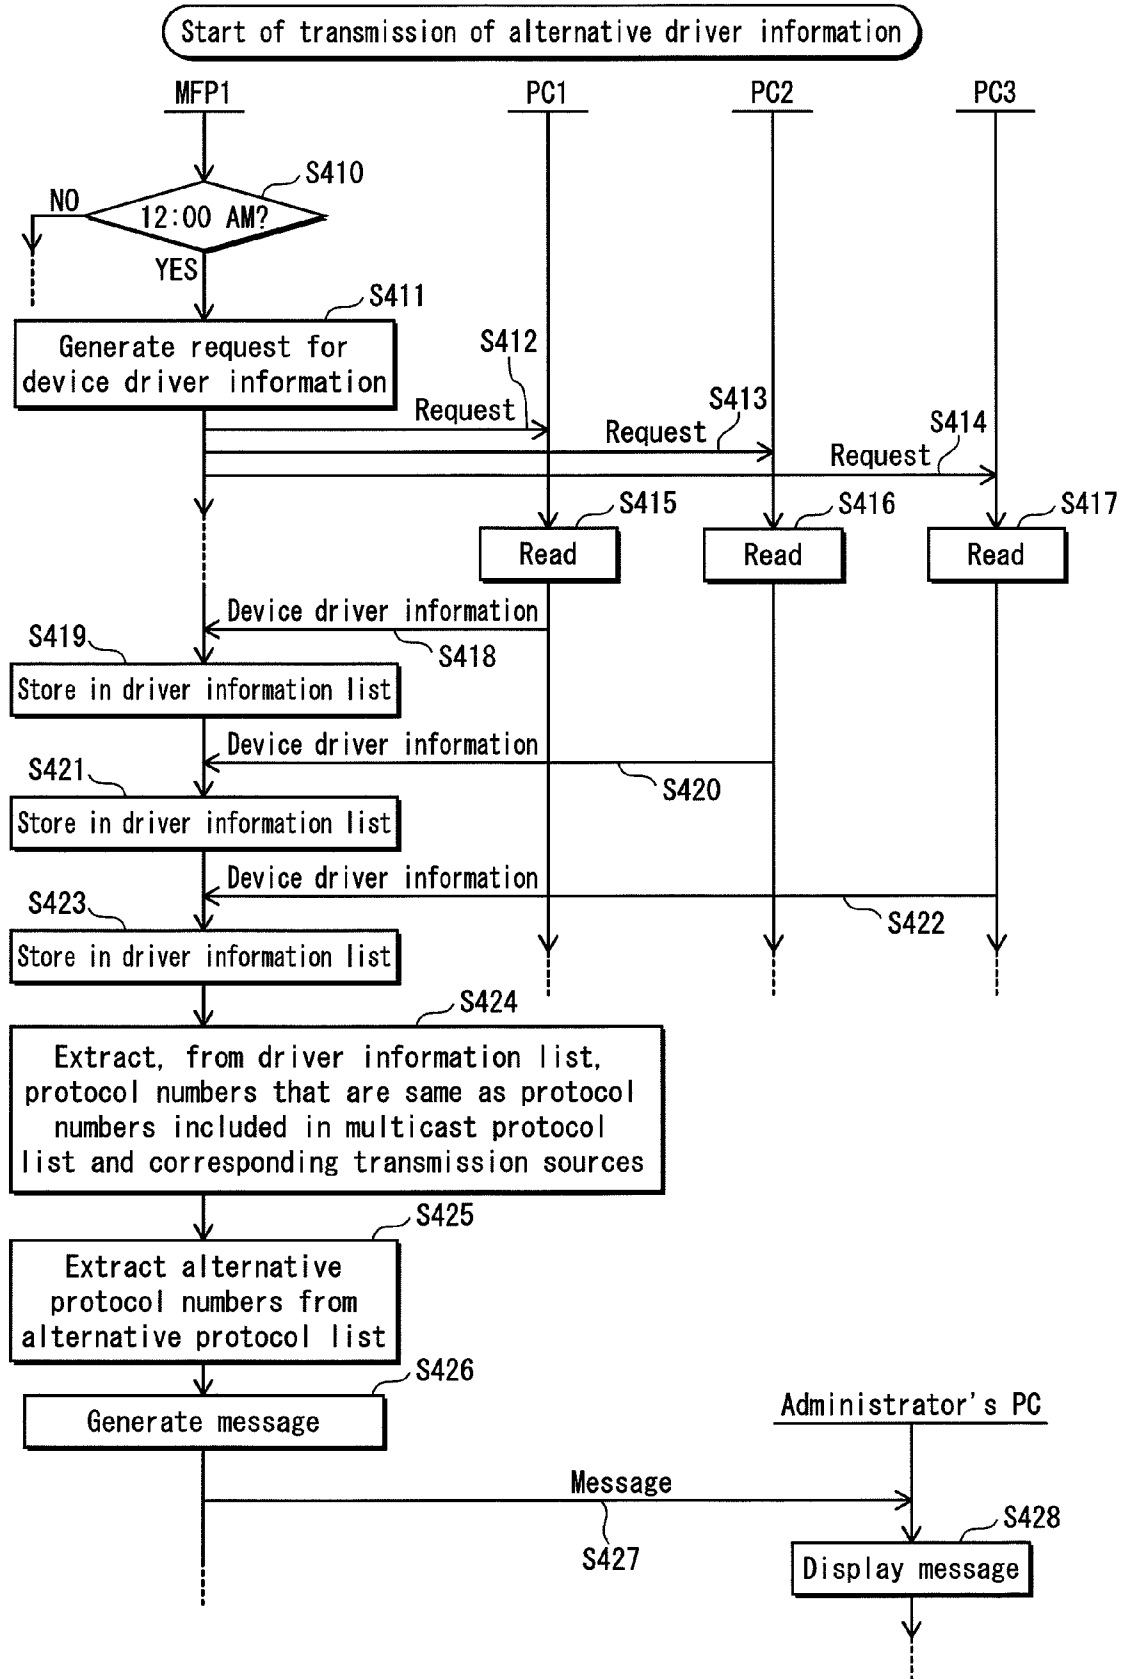 Start of transmission of alternative driver information
MFP1
PC1
PC2
PC3
S410
NO
12:00 AM?
YES
S411
Generate request for
device driver information
S412
Request
S413
Request
S414
Request
S415
S416
S417
Read
Read
Read
Device driver information
S418
S419
Store in driver information list
Device driver information
S420
S421
Store in driver information list
Device driver information
S422
S423
Store in driver information list
S424
Extract, from driver information list,
protocol numbers that are same as protocol
numbers included in multicast protocol
list and corresponding transmission sources
S425
Extract alternative
protocol numbers from
alternative protocol list
S426
Generate message
Administrator's PC
Message
S427
S428
Display message